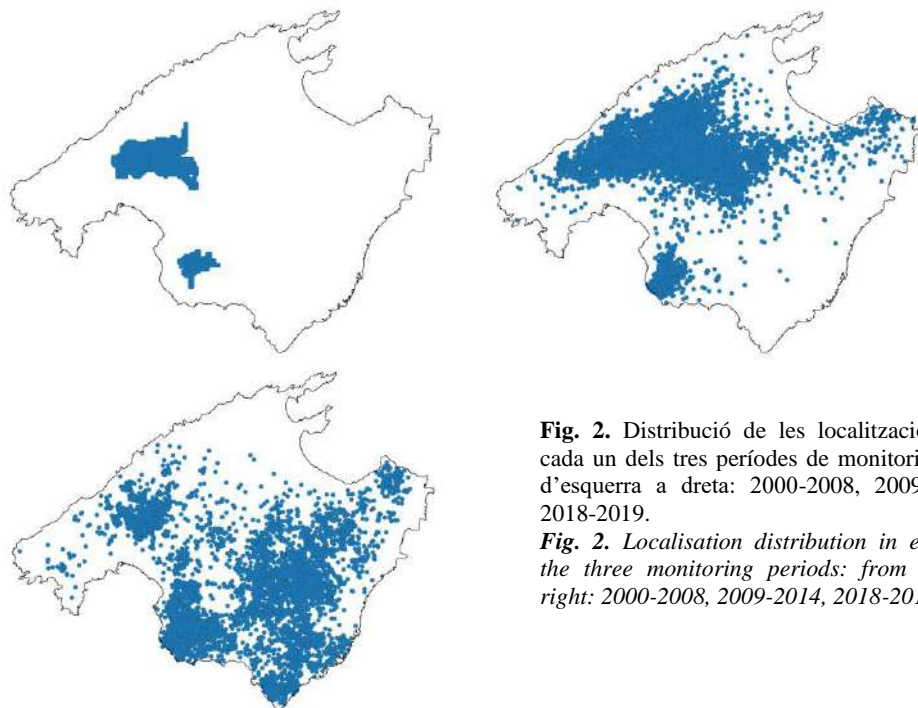 Fig. 2. Distribució de les localitzacio
cada un dels tres períodes de monitori
d'esquerra a dreta: 2000-2008, 2009
2018-2019.
Fig. 2. Localisation distribution in e
the three monitoring periods: from
right: 2000-2008, 2009-2014, 2018-201